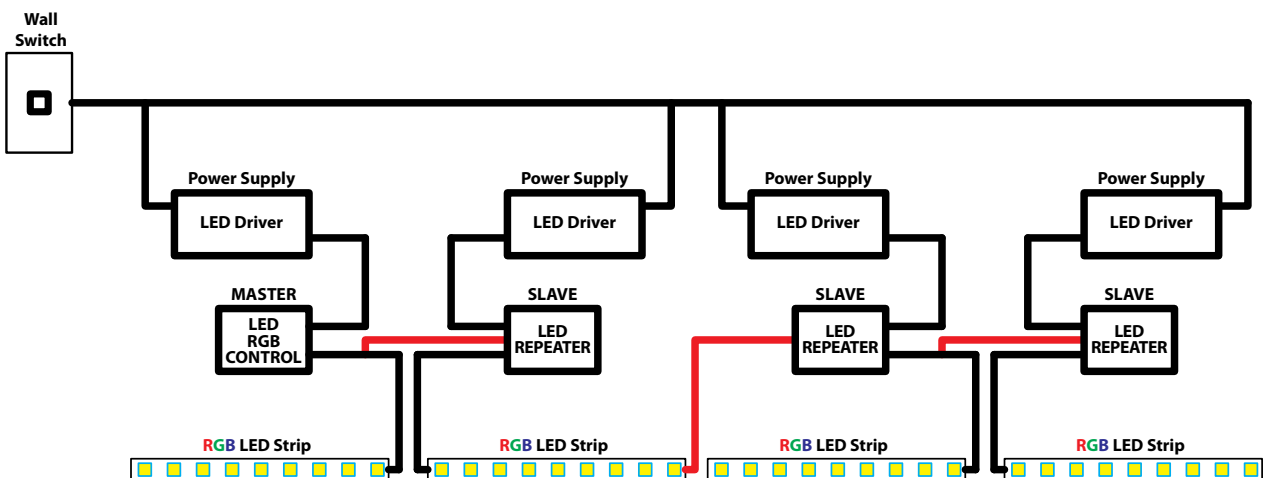 Wall
Switch
Power Supply
LED Driver
Power Supply
LED Driver
Power Supply
LED Driver
Power Supply
LED Driver
MASTER
LED
RGB
CONTROL
SLAVE
LED
REPEATER
SLAVE
LED
REPEATER
SLAVE
LED
REPEATER
RGB LED Strip
RGB LED Strip
RGB LED Strip
RGB LED Strip